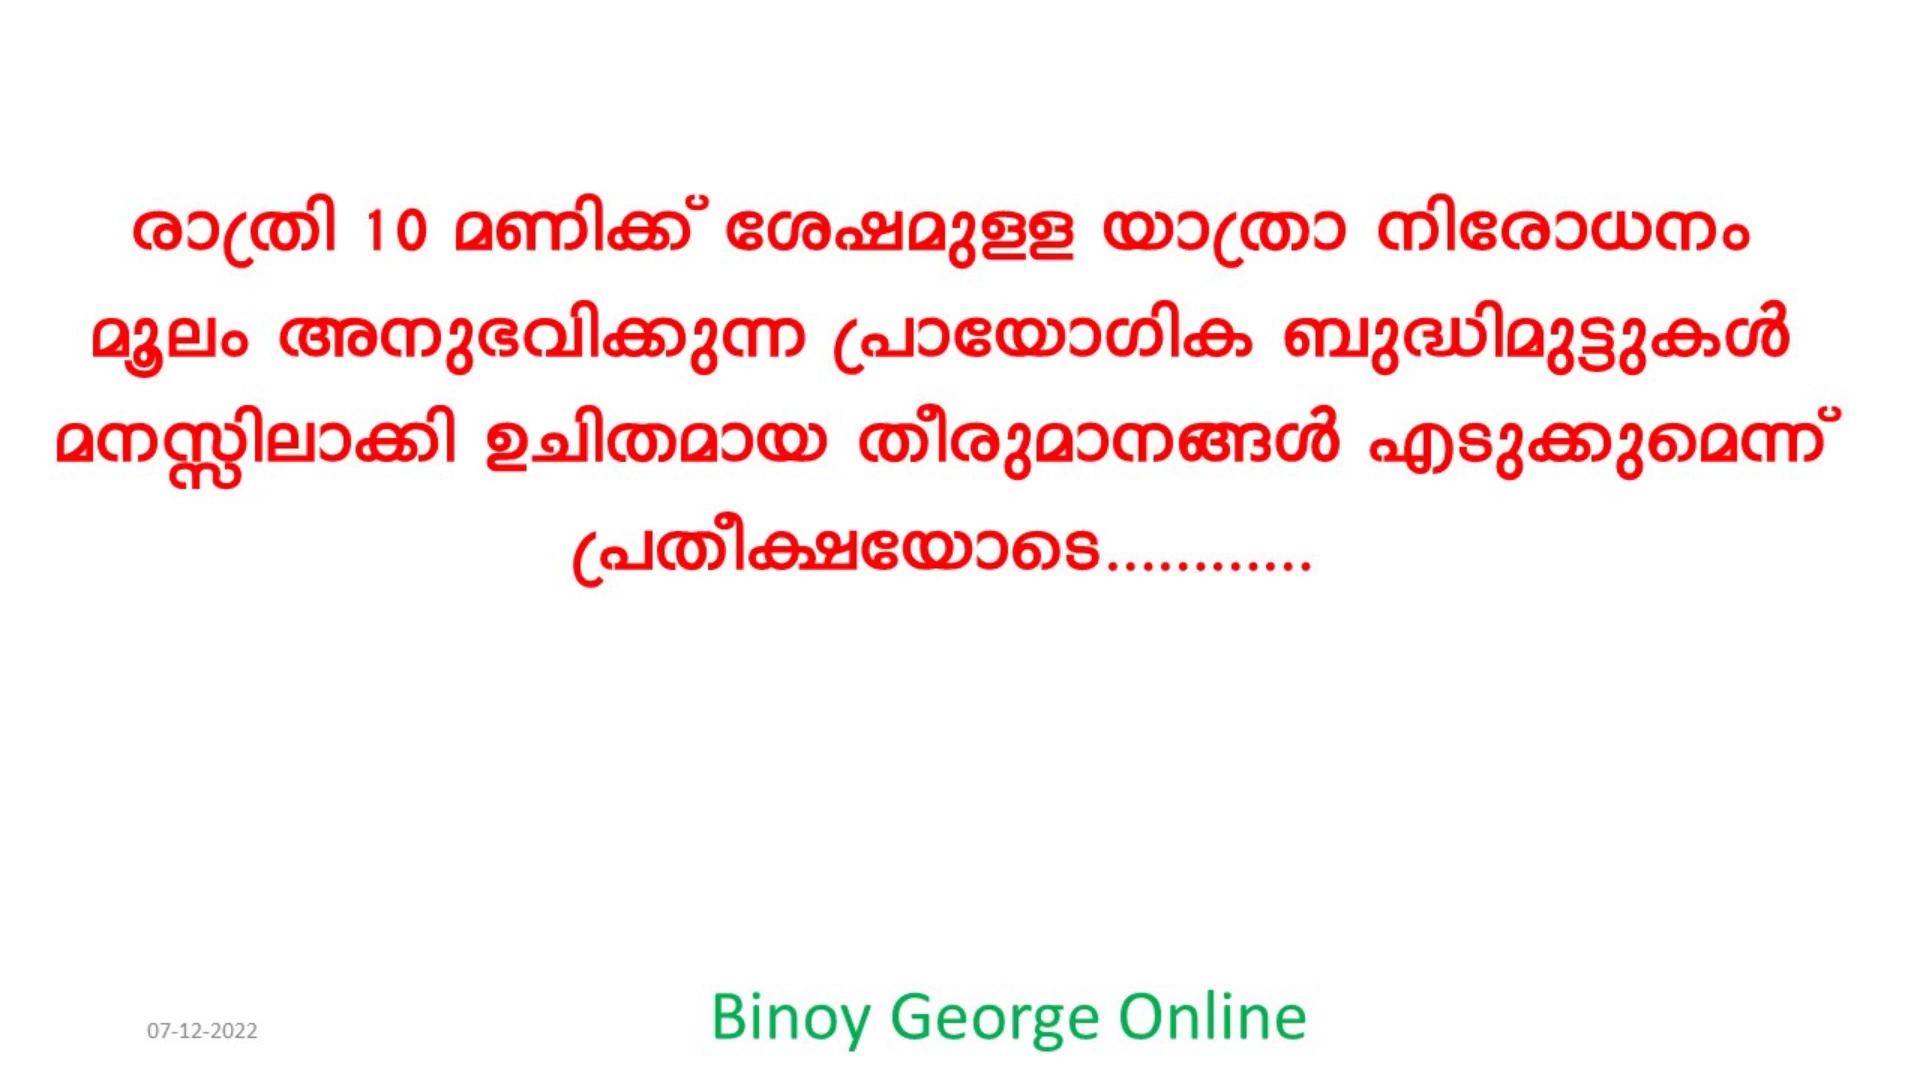 രാത്രി 10 മണിക്ക് ശേഷമുളള യാത്രാ നിരോധനം
മൂലം അനുഭവിക്കുന്ന പ്രായോഗിക ബുദ്ധിമുട്ടുകൾ
മനസ്സിലാക്കി ഉചിതമായ തീരുമാനങ്ങൾ എടുക്കുമെന്ന്
പ്രതീക്ഷയോടെ............
07-12-2022
Binoy George Online